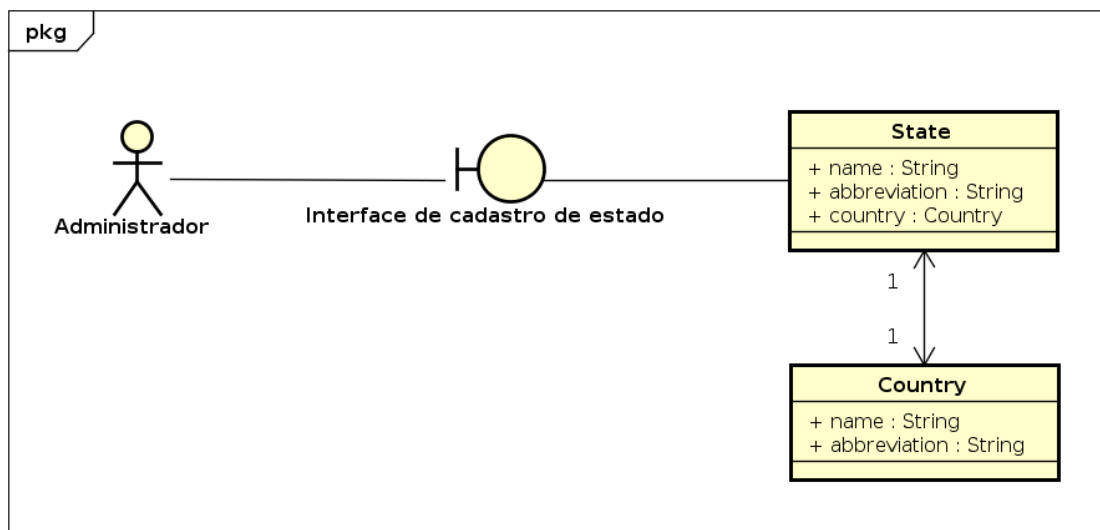 pkg
Administrador
Interface de cadastro de estado
State
+ name : String
+ abbreviation : String
+ country : Country
1
1
Country
+ name : String
+ abbreviation : String